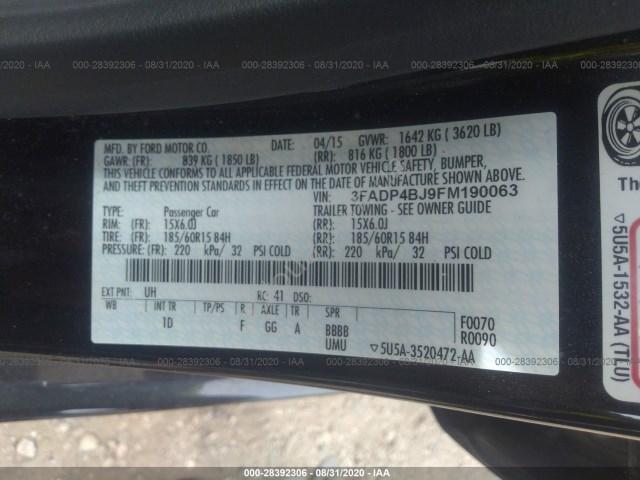 000-28392306 - 08/31/2020 - IAA
MFD. BY FORD MOTOR CO.
DATE: 04/15
GVWR: 1642 KG ( 3620 LB)
GAWR: (FR): 839 KG ( 1850 LB)
(RR): 816 KG ( 1800 LB)
THIS VEHICLE CONFORMS TO ALL APPLICABLE FEDERAL MOTOR VEHICLE SAFETY, BUMPER,
AND THEFT PREVENTION STANDARDS IN EFFECT ON THE DATE OF MANUFACTURE SHOWN ABOVE.
VIN: 3FADP4BJ9FM190063
TYPE: Passenger Car
TRAILER TOWING - SEE OWNER GUIDE
RIM: (FR): 15X6.0J
(RR): 15X6.0J
TIRE: (FR): 185/60R15 84H
(RR): 185/60R15 84H
PRESSURE: (FR): 220 kPa/ 32 PSI COLD
(RR): 220 kPa/ 32 PSI COLD
EXT PNT: UH
RC: 41 DSO:
WB INT TR TP/PS R AXLE TR SPR
1D F GG A BBBB
UMU
F0070
R0090
▽5U5A-3520472-AA
Th
▽5U5A-1532-AA (TLU)
000-28392306 - 08/31/2020 - IAA